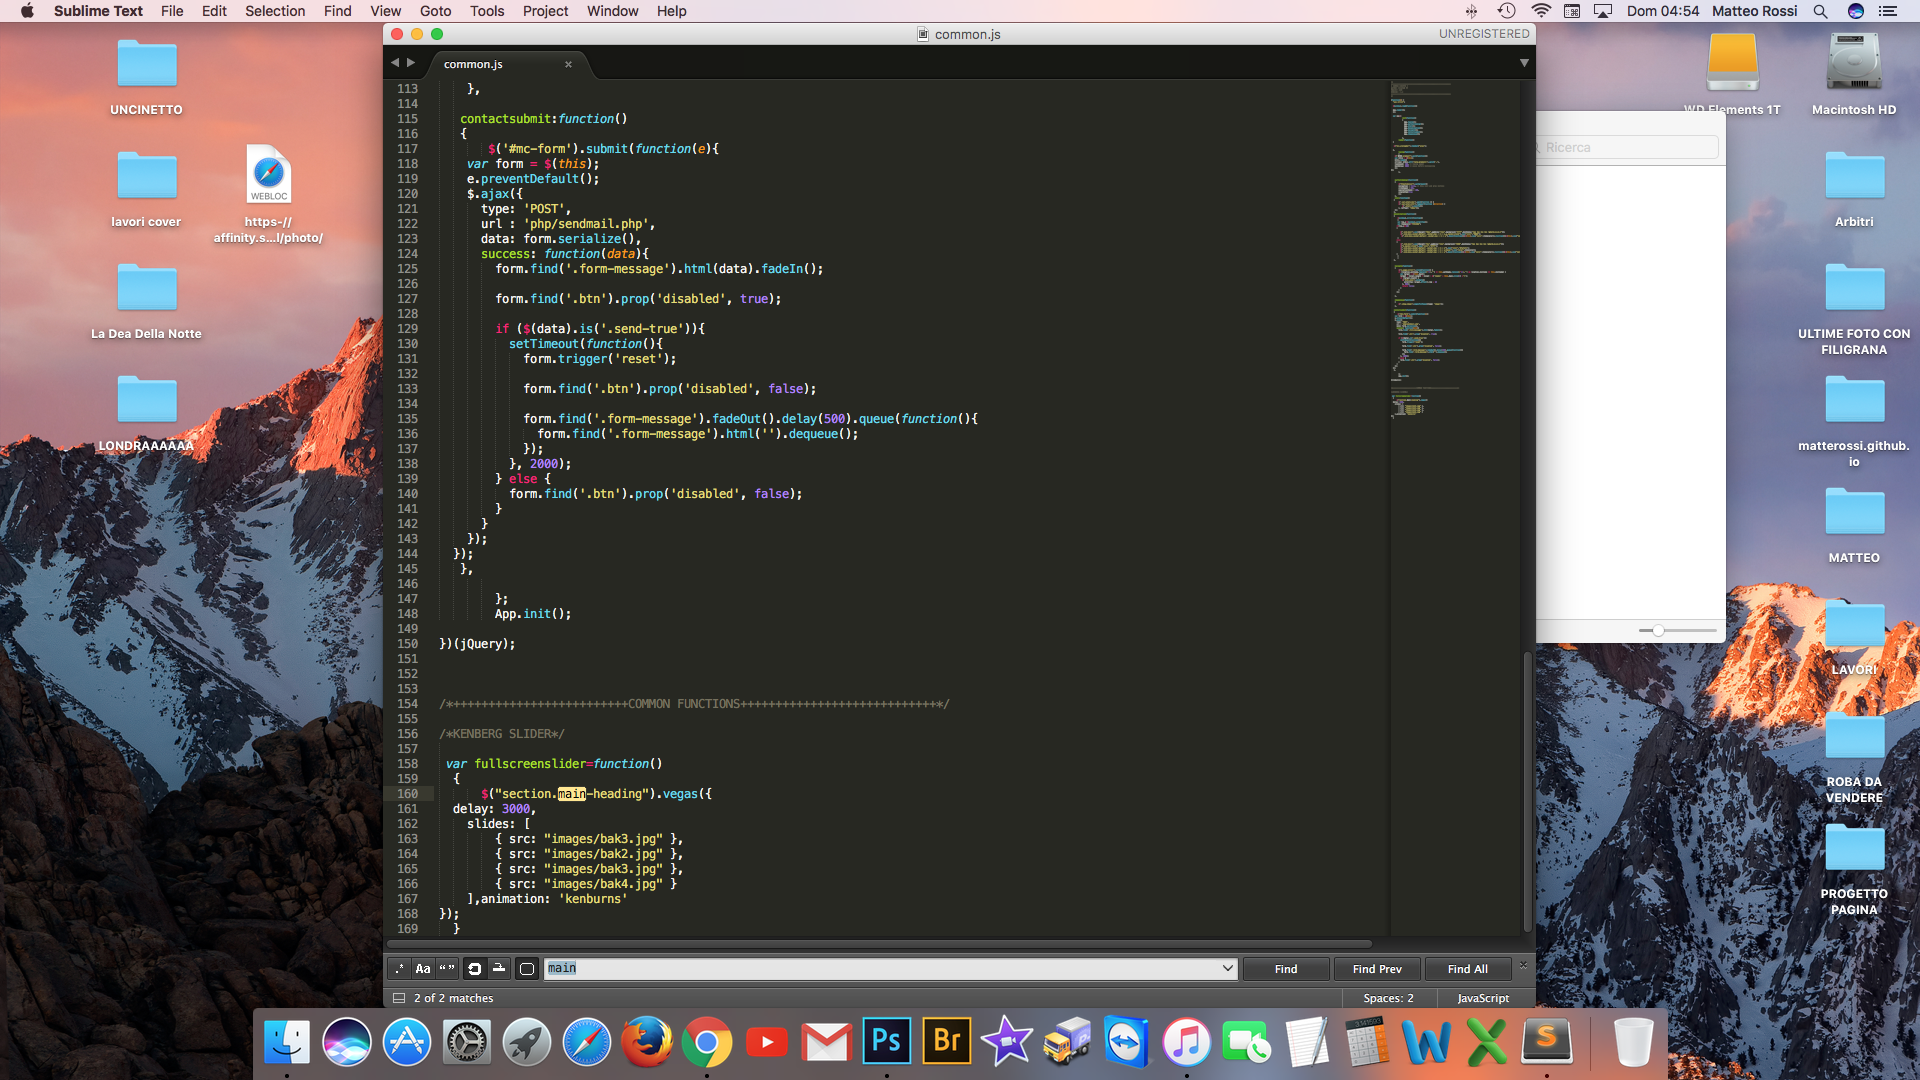 Sublime Text File Edit Selection Find View Goto Tools Project Window Help Dom 04:54 Matteo Rossi
common.js UNREGISTERED
common.js
113 },
114
115 contactsubmit:function()
116 {
117 $('#mc-form').submit(function(e){
118 var form = $(this);
119 e.preventDefault();
120 $.ajax({
121 type: 'POST',
122 url : 'php/sendmail.php',
123 data: form.serialize(),
124 success: function(data){
125 form.find('.form-message').html(data).fadeIn();
126
127 form.find('.btn').prop('disabled', true);
128
129 if ($(data).is('.send-true')){
130 setTimeout(function(){
131 form.trigger('reset');
132
133 form.find('.btn').prop('disabled', false);
134
135 form.find('.form-message').fadeOut().delay(500).queue(function(){
136 form.find('.form-message').html('').dequeue();
137 });
138 }, 2000);
139 } else {
140 form.find('.btn').prop('disabled', false);
141 }
142 }
143 });
144 });
145 },
146
147 };
148 App.init();
149
150 })(jQuery);
151
152
153
154 /*+++++++++++++++++++++++++COMMON FUNCTIONS++++++++++++++++++++++++++++*/
155
156 /*KENBERG SLIDER*/
157
158 var fullscreenslider=function()
159 {
160 $("section.main-heading").vegas({
161 delay: 3000,
162 slides: [
163 { src: "images/bak3.jpg" },
164 { src: "images/bak2.jpg" },
165 { src: "images/bak3.jpg" },
166 { src: "images/bak4.jpg" }
167 ],animation: 'kenburns'
168 });
169 }
.* Aa “ ” main Find Find Prev Find All
2 of 2 matches Spaces: 2 JavaScript
UNCINETTO
lavori cover
WEBLOC
https-//
affinity.s...l/photo/
La Dea Della Notte
LONDRAAAAAA
WD Elements 1T
Macintosh HD
Ricerca
Arbitri
ULTIME FOTO CON
FILIGRANA
matterossi.github.
io
MATTEO
LAVORI
ROBA DA
VENDERE
PROGETTO
PAGINA
Ps
Br
W
X
S